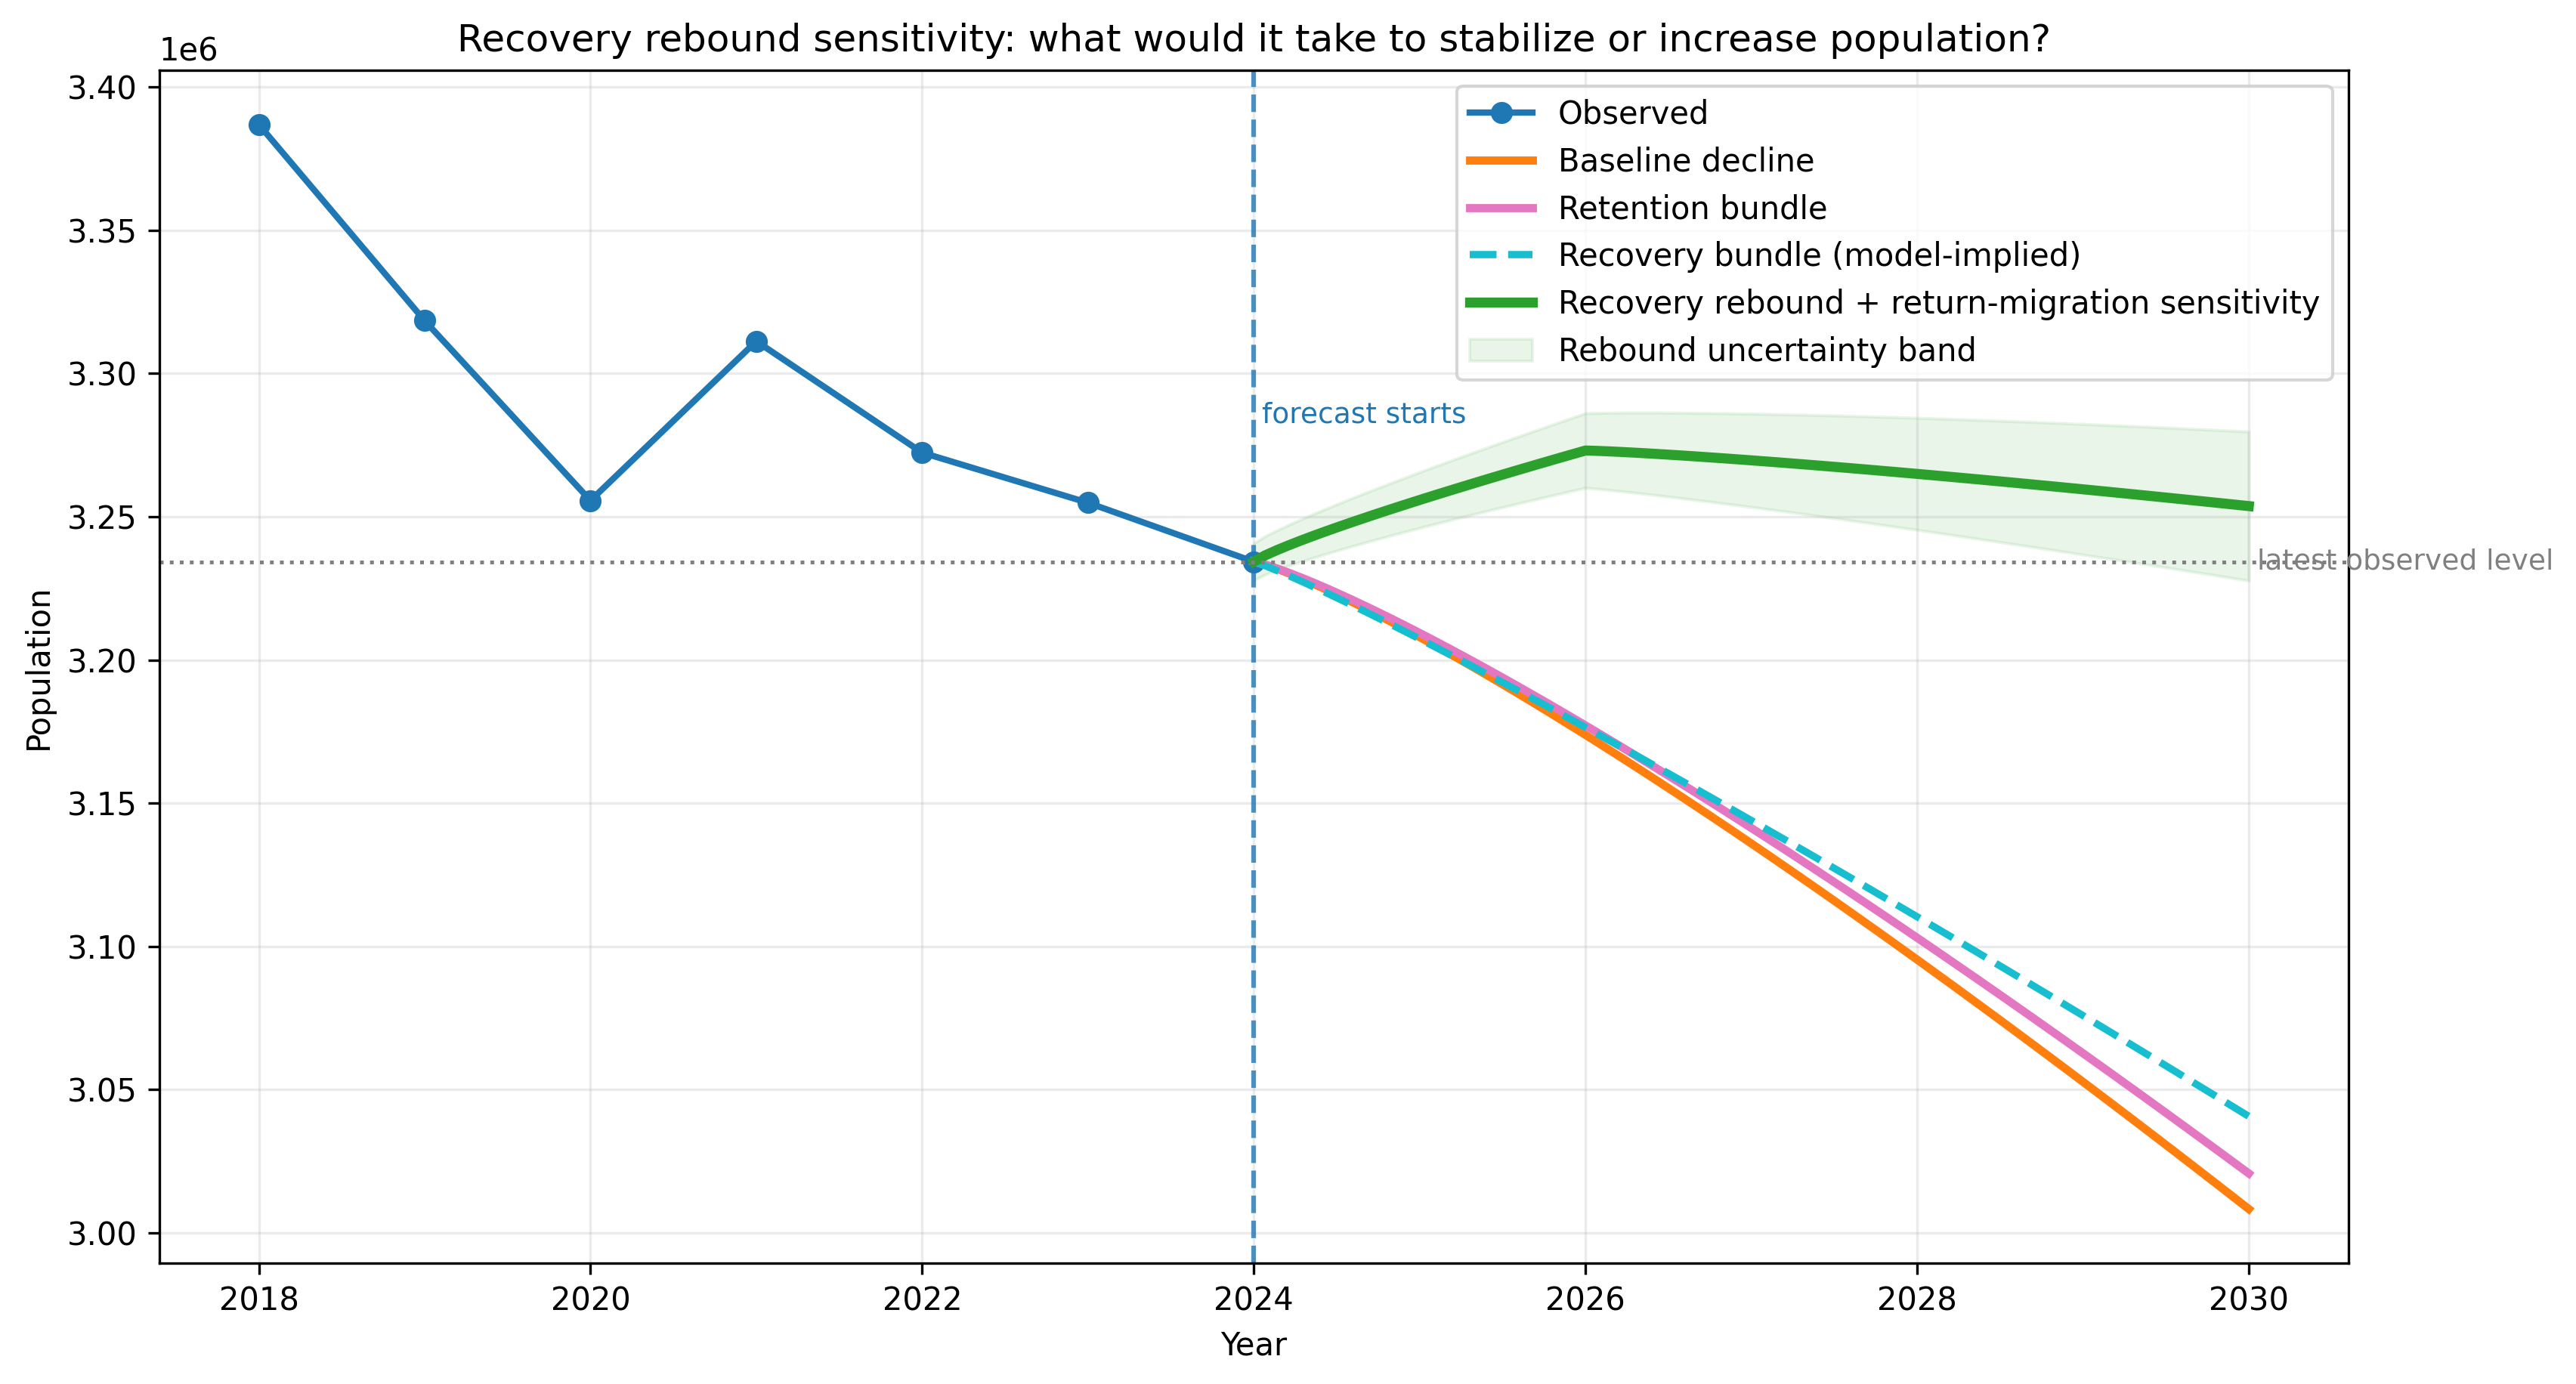 Recovery rebound sensitivity: what would it take to stabilize or increase population?
1e6
3.40
3.35
3.30
3.25
3.20
3.15
3.10
3.05
3.00
Population
Observed
Baseline decline
Retention bundle
Recovery bundle (model-implied)
Recovery rebound + return-migration sensitivity
Rebound uncertainty band
forecast starts
latest observed level
2018
2020
2022
2024
2026
2028
2030
Year